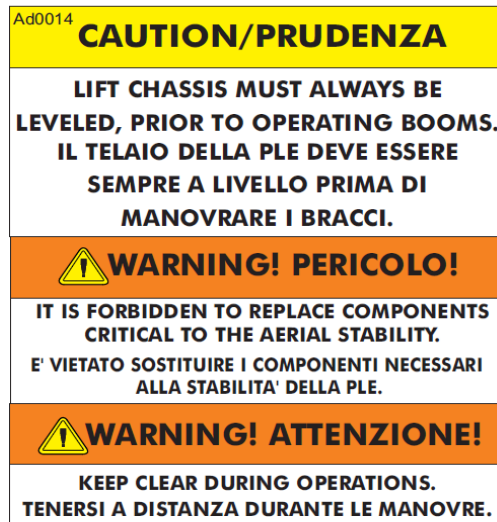 Ad0014
CAUTION/PRUDENZA
LIFT CHASSIS MUST ALWAYS BE
LEVELED, PRIOR TO OPERATING BOOMS.
IL TELAIO DELLA PLE DEVE ESSERE
SEMPRE A LIVELLO PRIMA DI
MANOVRARE I BRACCI.
WARNING! PERICOLO!
IT IS FORBIDDEN TO REPLACE COMPONENTS
CRITICAL TO THE AERIAL STABILITY.
E' VIETATO SOSTITUIRE I COMPONENTI NECESSARI
ALLA STABILITA' DELLA PLE.
WARNING! ATTENZIONE!
KEEP CLEAR DURING OPERATIONS.
TENERSI A DISTANZA DURANTE LE MANOVRE.